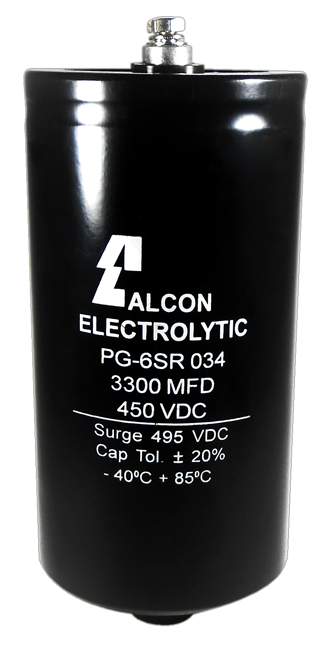 ALCON
ELECTROLYTIC
PG-6SR 034
3300 MFD
450 VDC
Surge 495 VDC
Cap Tol. ± 20%
- 40ºC + 85ºC